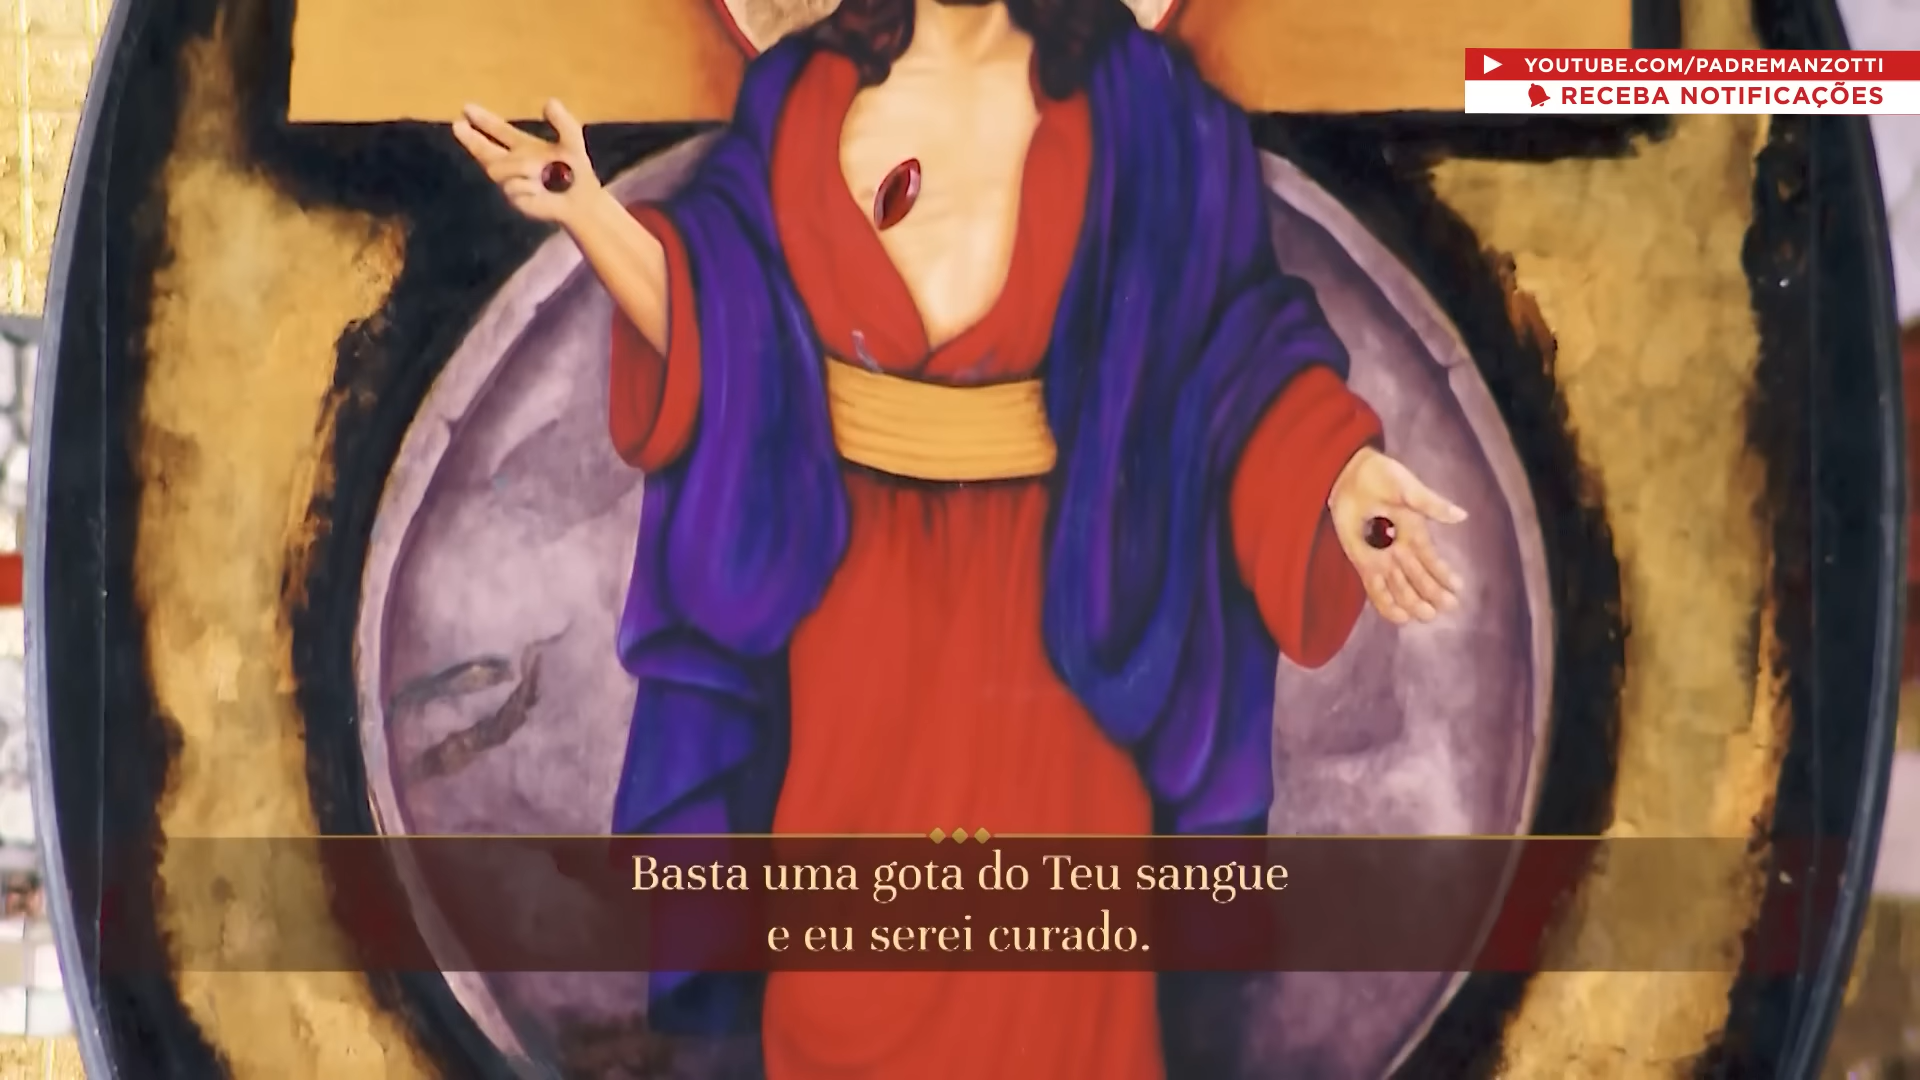 YOUTUBE.COM/PADREMANZOTTI
RECEBA NOTIFICAÇÕES
Basta uma gota do Teu sangue
e eu serei curado.